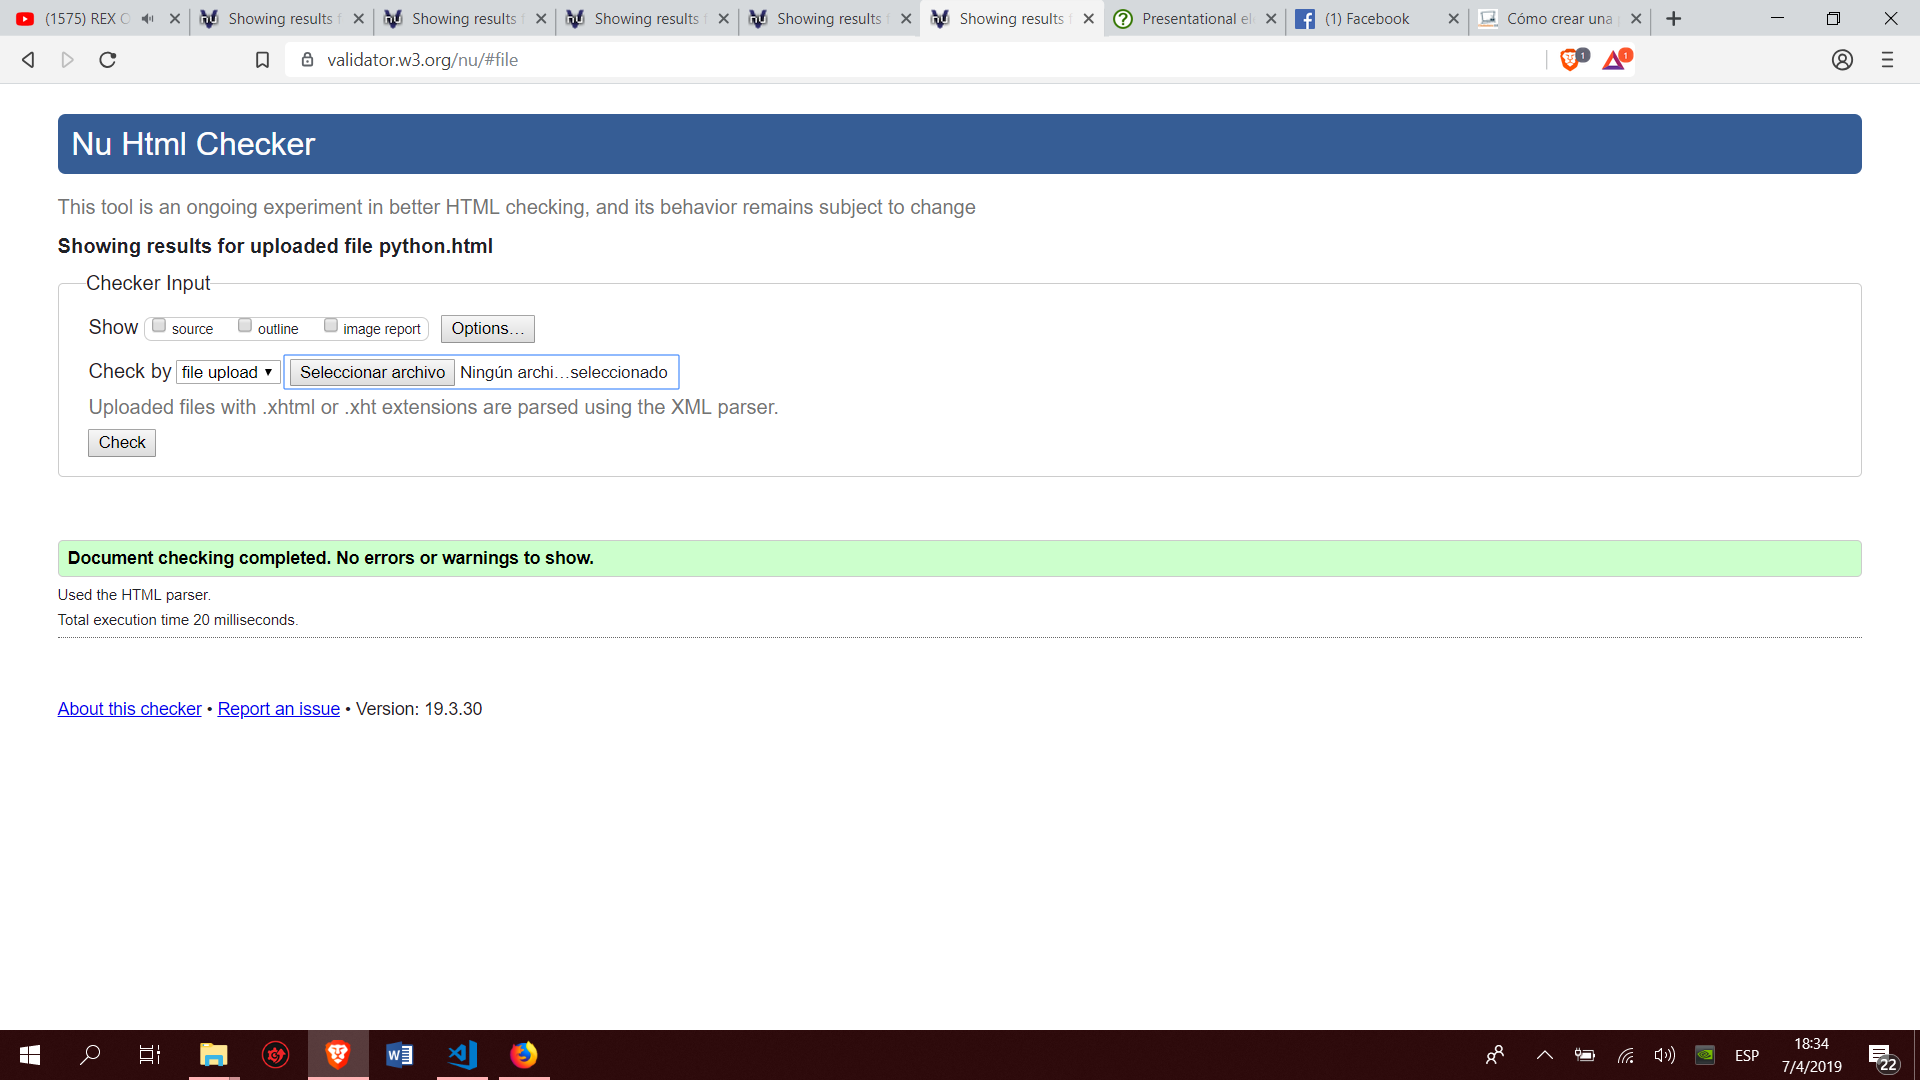 (1575) REX O
Showing results f
Showing results f
Showing results f
Showing results f
Showing results f
Presentational el
(1) Facebook
Cómo crear una p
validator.w3.org/nu/#file
1
1
Nu Html Checker
This tool is an ongoing experiment in better HTML checking, and its behavior remains subject to change
Showing results for uploaded file python.html
Checker Input
Show source outline image report Options...
Check by file upload Seleccionar archivo Ningún archi...seleccionado
Uploaded files with .xhtml or .xht extensions are parsed using the XML parser.
Check
Document checking completed. No errors or warnings to show.
Used the HTML parser.
Total execution time 20 milliseconds.
About this checker • Report an issue • Version: 19.3.30
ESP
18:34
7/4/2019
22